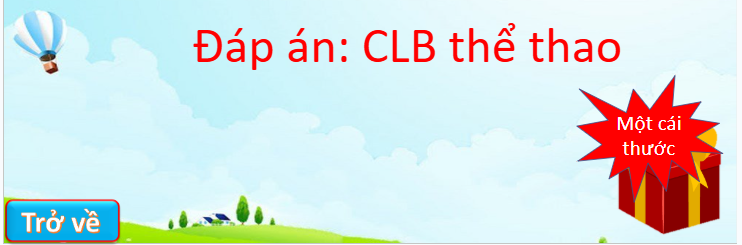 Đáp án: CLB thể thao
Một cái
thước
Trở về